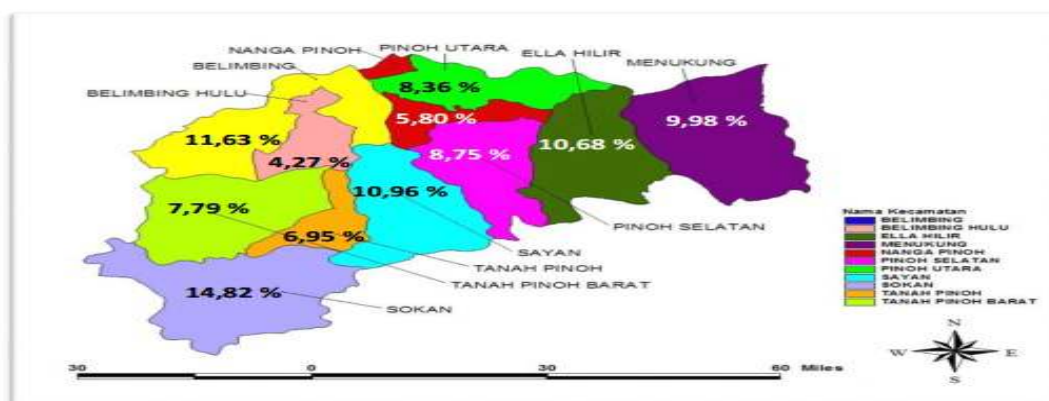 NANGA PINOH
PINOH UTARA
ELLA HILIR
MENUKUNG
BELIMBING
BELIMBING HULU
8,36 %
5,80 %
9,98 %
11,63 %
4,27 %
8,75 %
10,68 %
10,96 %
7,79 %
6,95 %
PINOH SELATAN
SAYAN
TANAH PINOH
TANAH PINOH BARAT
14,82 %
SOKAN
Nama Kecamatan
BELIMBING
BELIMBING HULU
ELLA HILIR
MENUKUNG
NANGA PINOH
PINOH SELATAN
PINOH UTARA
SAYAN
SOKAN
TANAH PINOH
TANAH PINOH BARAT
N
W E
S
30 0 30 60 Miles